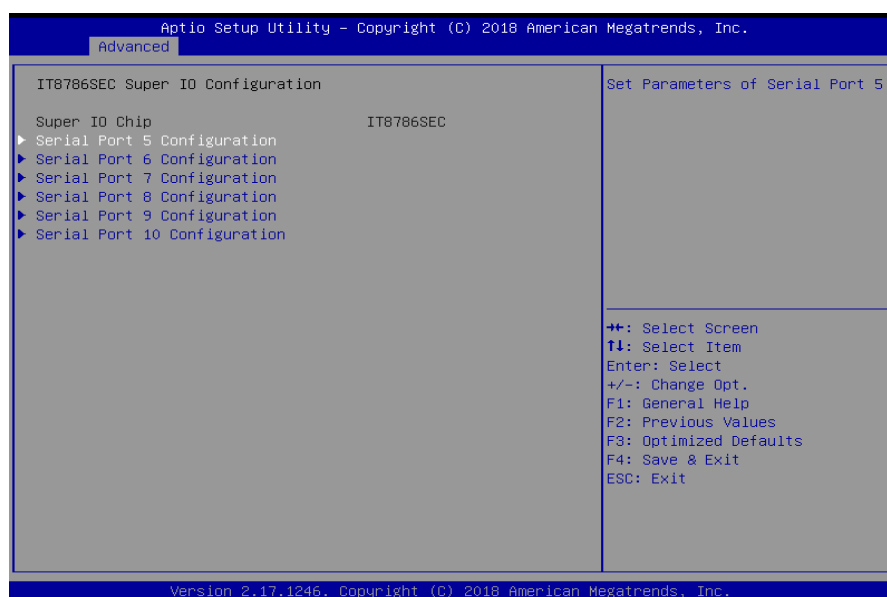 Aptio Setup Utility – Copyright (C) 2018 American Megatrends, Inc.
Advanced
IT8786SEC Super IO Configuration
Super IO Chip IT8786SEC
Serial Port 5 Configuration
Serial Port 6 Configuration
Serial Port 7 Configuration
Serial Port 8 Configuration
Serial Port 9 Configuration
Serial Port 10 Configuration
Set Parameters of Serial Port 5
→←: Select Screen
↑↓: Select Item
Enter: Select
+/-: Change Opt.
F1: General Help
F2: Previous Values
F3: Optimized Defaults
F4: Save & Exit
ESC: Exit
Version 2.17.1246. Copyright (C) 2018 American Megatrends, Inc.